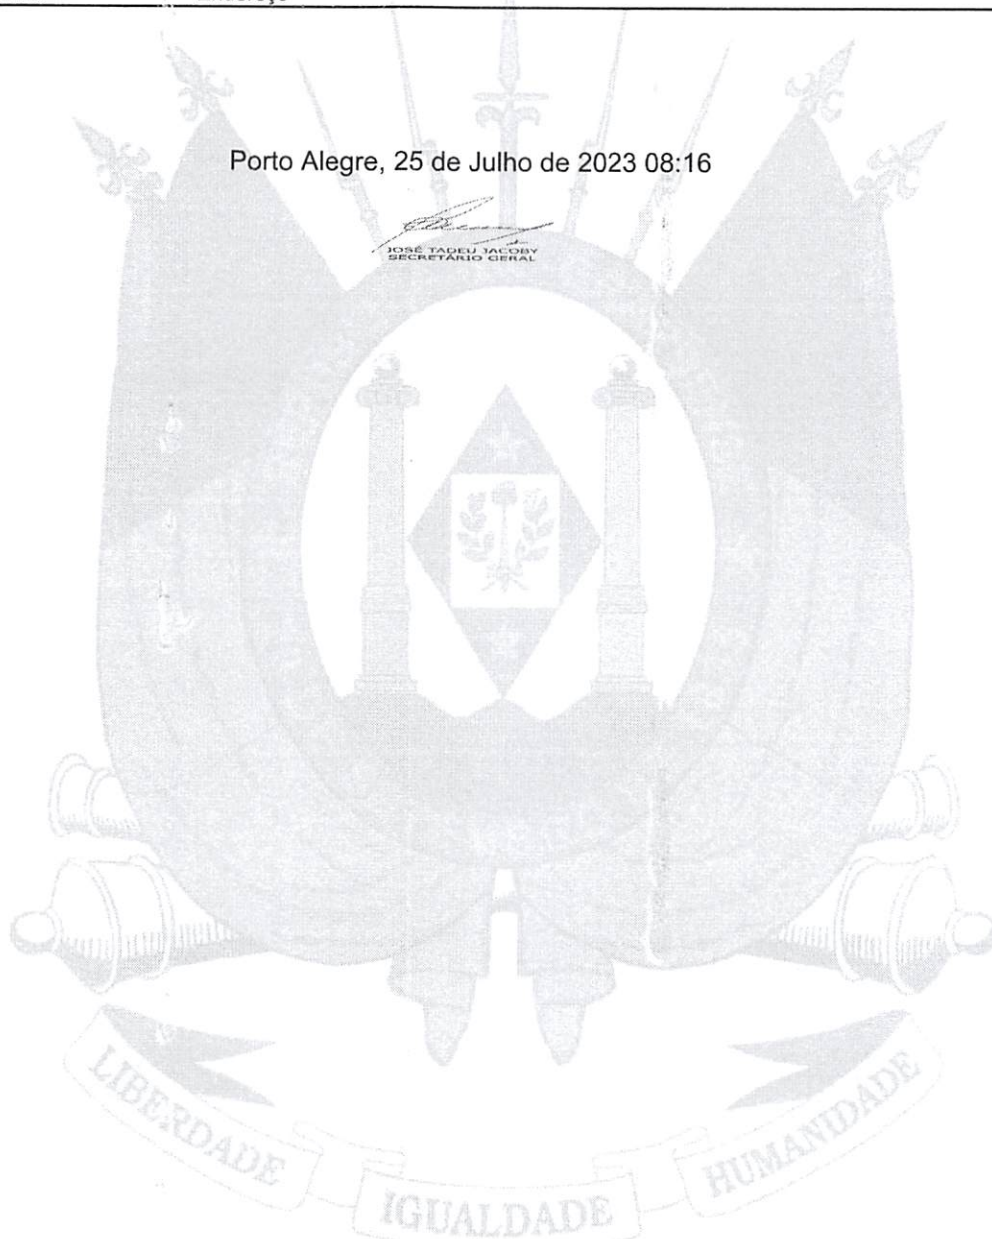 Porto Alegre, 25 de Julho de 2023 08:16
JOSÉ TADEU JACOBY
SECRETÁRIO GERAL
LIBERDADE
IGUALDADE
HUMANIDADE